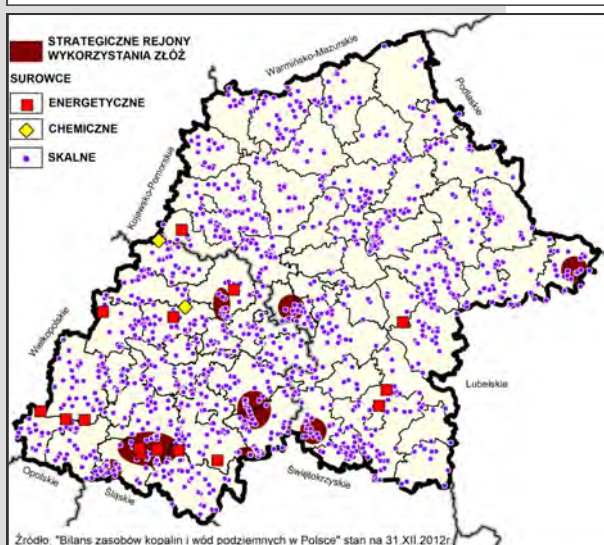 STRATEGICZNE REJONY
WYKORZYSTANIA ZŁÓŻ
SUROWCE
ENERGETYCZNE
CHEMICZNE
SKALNE
Warmińsko-Mazurskie
Podlaskie
Kujawsko-Pomorskie
Wielkopolskie
Lubelskie
Opolskie
Śląskie
Świętokrzyskie
Źródło: "Bilans zasobów kopalin i wód podziemnych w Polsce" stan na 31.XII.2012r.